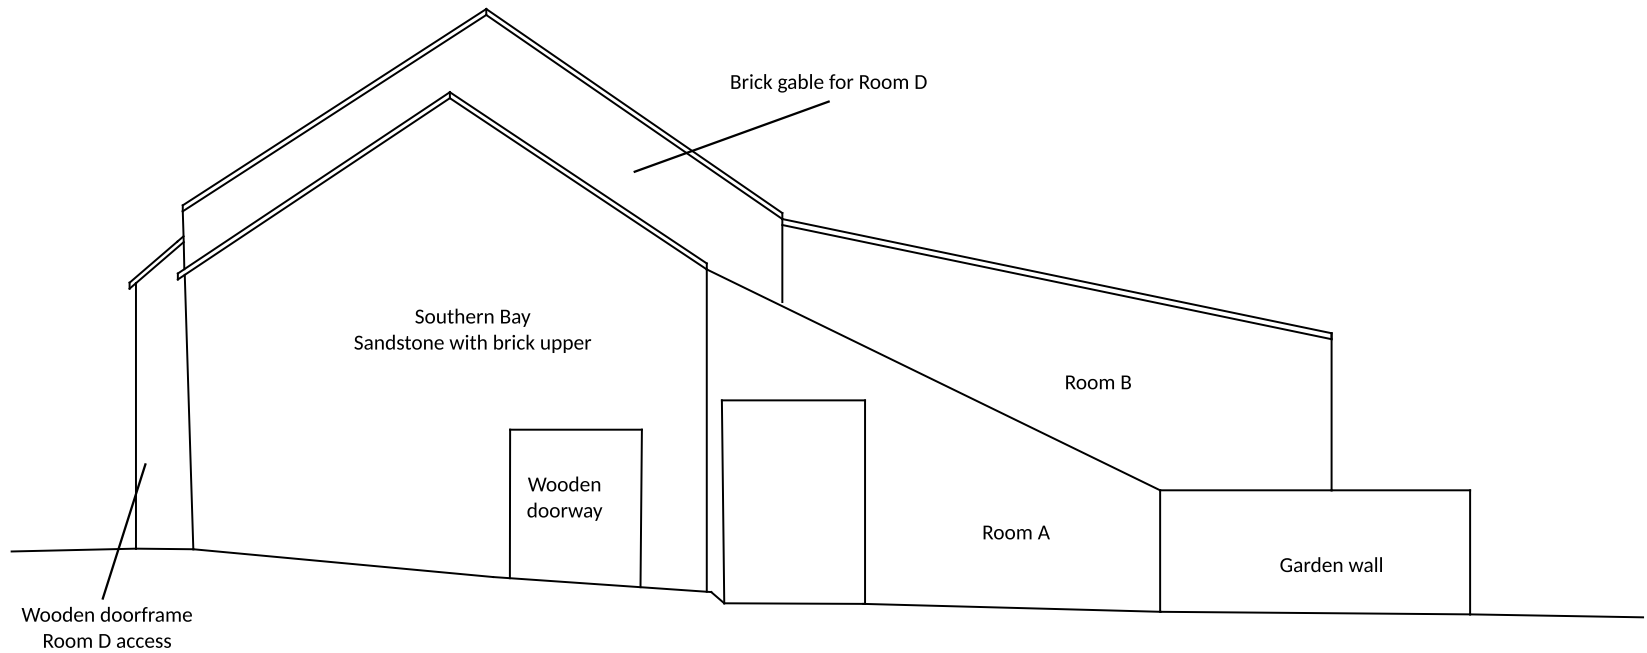 Brick gable for Room D
Southern Bay
Sandstone with brick upper
Room B
Wooden
doorway
Room A
Garden wall
Wooden doorframe
Room D access